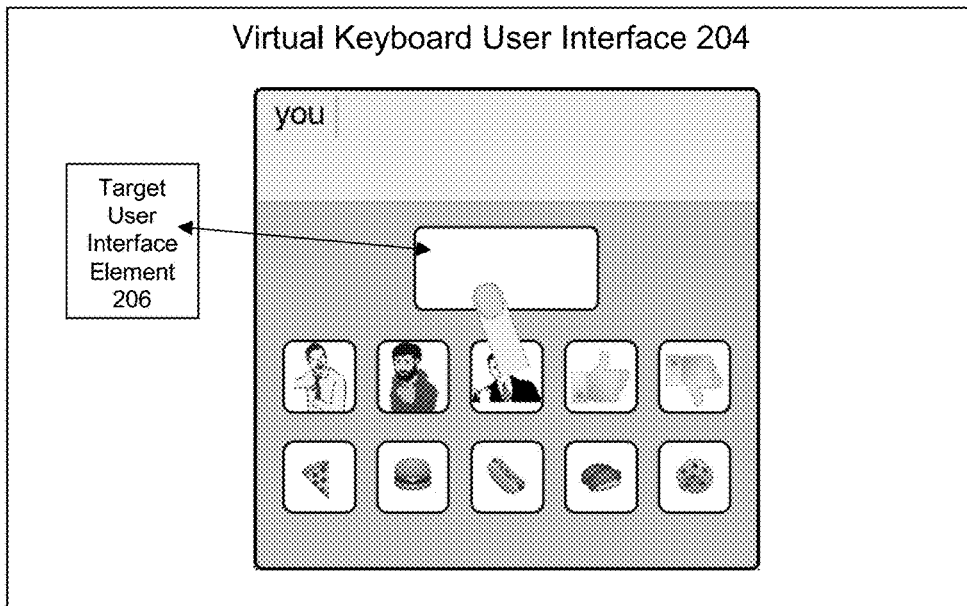 Virtual Keyboard User Interface 204
you
Target
User
Interface
Element
206